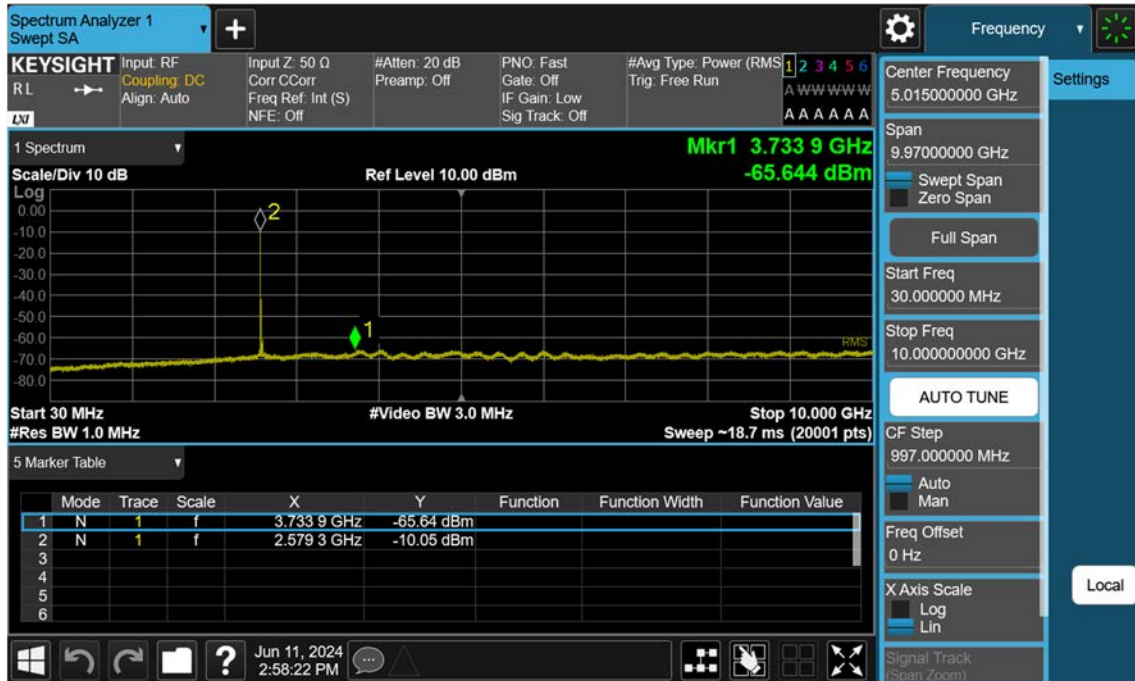 Spectrum Analyzer 1
Swept SA
+
Frequency
KEYSIGHT
RL
LXI
Input: RF
Coupling: DC
Align: Auto
Input Z: 50 Ω
Corr CCorr
Freq Ref: Int (S)
NFE: Off
#Atten: 20 dB
Preamp: Off
PNO: Fast
Gate: Off
IF Gain: Low
Sig Track: Off
#Avg Type: Power (RMS
Trig: Free Run
1 2 3 4 5 6
A W W W W W
A A A A A A
1 Spectrum
Mkr1 3.733 9 GHz
-65.644 dBm
Scale/Div 10 dB
Ref Level 10.00 dBm
Log
0.00
-10.0
-20.0
-30.0
-40.0
-50.0
-60.0
-70.0
-80.0
2
1
RMS
Start 30 MHz
#Video BW 3.0 MHz
Stop 10.000 GHz
#Res BW 1.0 MHz
Sweep ~18.7 ms (20001 pts)
5 Marker Table
Mode Trace Scale X Y Function Function Width Function Value
1 N 1 f 3.733 9 GHz -65.64 dBm
2 N 1 f 2.579 3 GHz -10.05 dBm
3
4
5
6
?
Jun 11, 2024
2:58:22 PM
Center Frequency
5.015000000 GHz
Settings
Span
9.97000000 GHz
Swept Span
Zero Span
Full Span
Start Freq
30.000000 MHz
Stop Freq
10.000000000 GHz
AUTO TUNE
CF Step
997.000000 MHz
Auto
Man
Freq Offset
0 Hz
X Axis Scale
Log
Lin
Local
Signal Track
(Span Zoom)